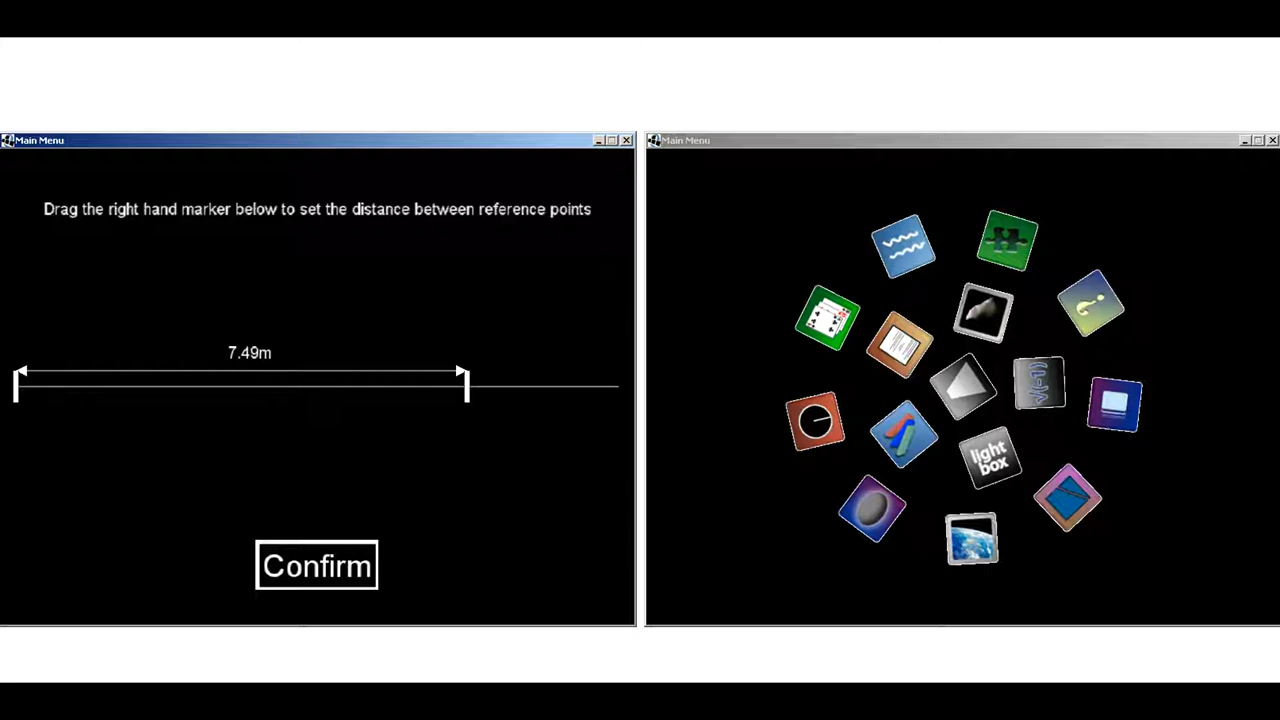 Main Menu
Drag the right hand marker below to set the distance between reference points
7.49m
Confirm
Main Menu
?
√(-1)
light
box